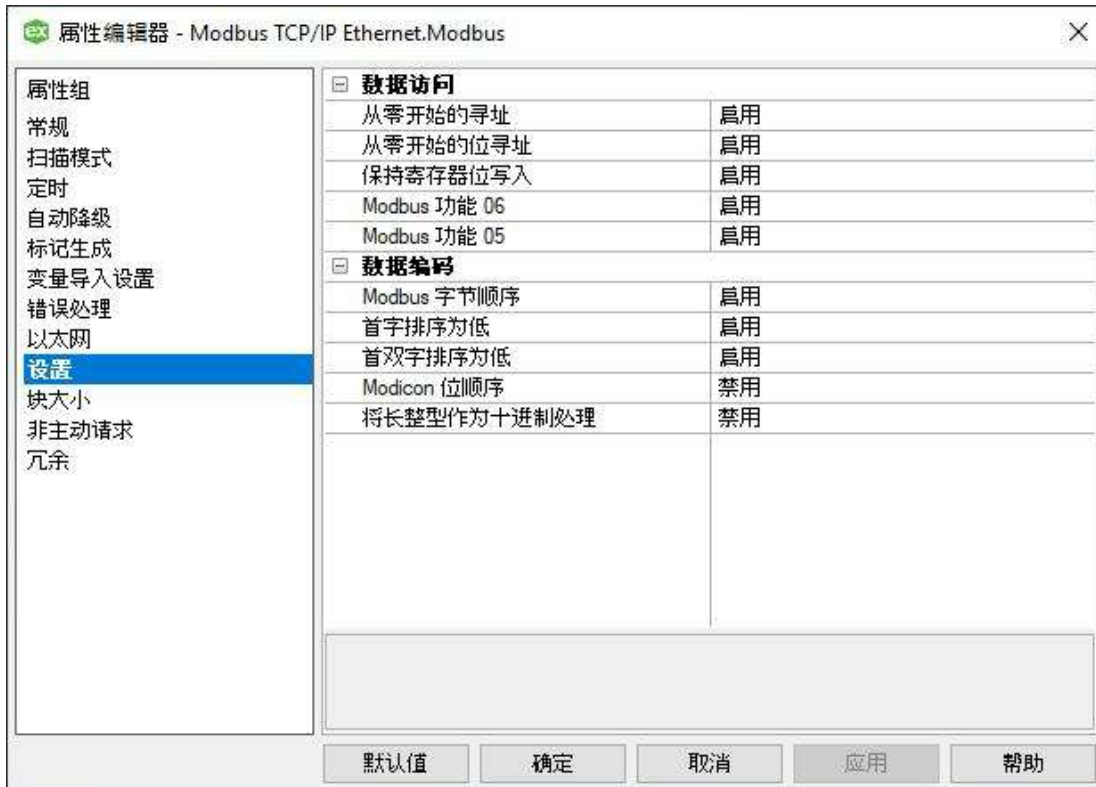 属性编辑器 - Modbus TCP/IP Ethernet.Modbus
属性组
常规
扫描模式
定时
自动降级
标记生成
变量导入设置
错误处理
以太网
设置
块大小
非主动请求
冗余
数据访问
从零开始的寻址 启用
从零开始的位寻址 启用
保持寄存器位写入 启用
Modbus 功能 06 启用
Modbus 功能 05 启用
数据编码
Modbus 字节顺序 启用
首字排序为低 启用
首双字排序为低 启用
Modicon 位顺序 禁用
将长整型作为十进制处理 禁用
默认值 确定 取消 应用 帮助